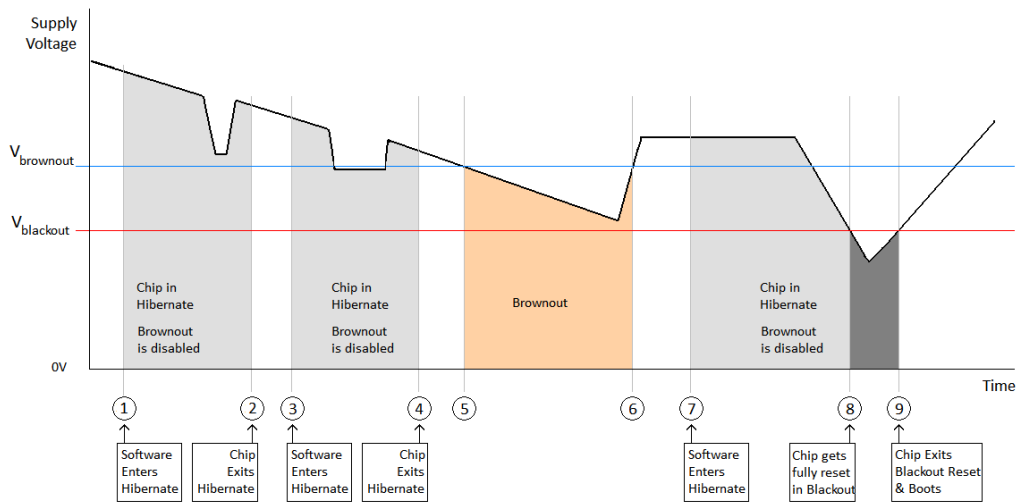 Supply
Voltage
Vbrownout
Vblackout
0V
Chip in
Hibernate
Brownout
is disabled
Chip in
Hibernate
Brownout
is disabled
Brownout
Chip in
Hibernate
Brownout
is disabled
Time
1 2 3 4 5 6 7 8 9
Software
Enters
Hibernate
Chip
Exits
Hibernate
Software
Enters
Hibernate
Chip
Exits
Hibernate
Software
Enters
Hibernate
Chip gets
fully reset
in Blackout
Chip Exits
Blackout Reset
& Boots